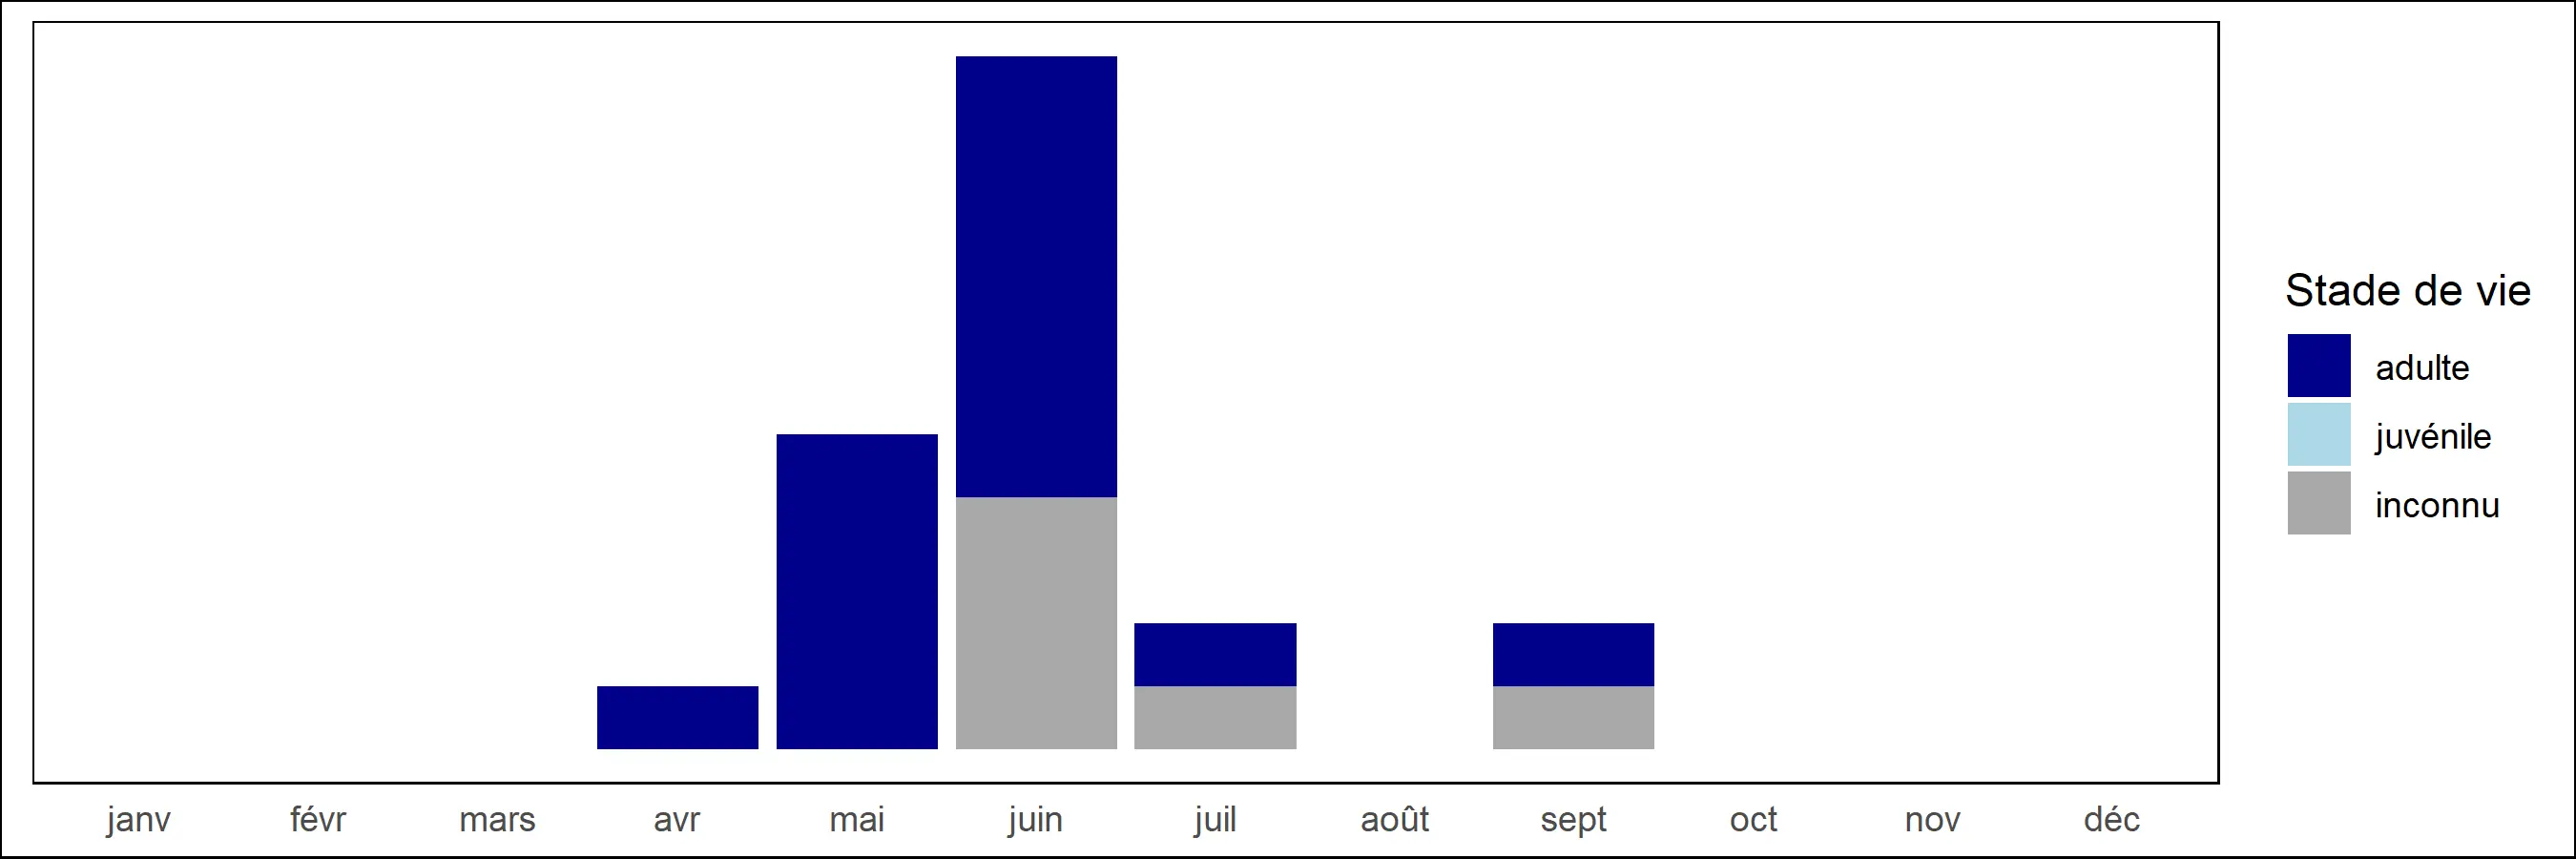 Stade de vie
adulte
juvénile
inconnu
janv févr mars avr mai juin juil août sept oct nov déc